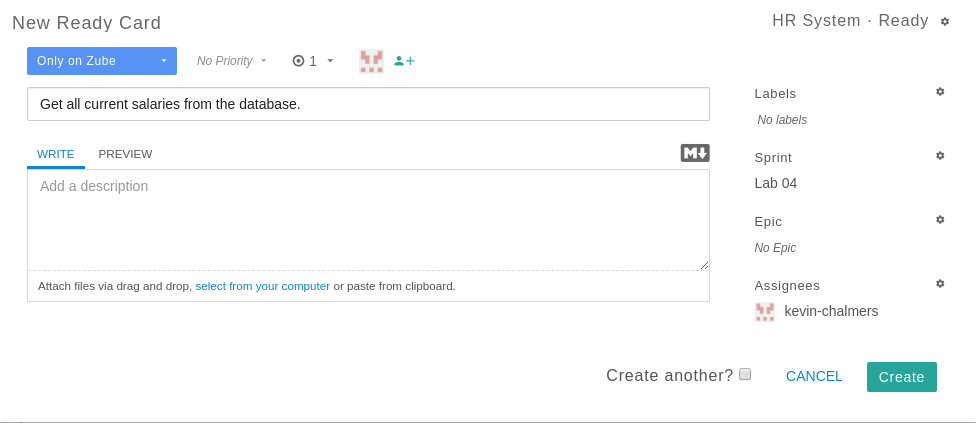 New Ready Card
HR System · Ready
Only on Zube
No Priority
1
Get all current salaries from the database.
WRITE
PREVIEW
M
Add a description
Attach files via drag and drop, select from your computer or paste from clipboard.
Labels
No labels
Sprint
Lab 04
Epic
No Epic
Assignees
kevin-chalmers
Create another?
CANCEL
Create